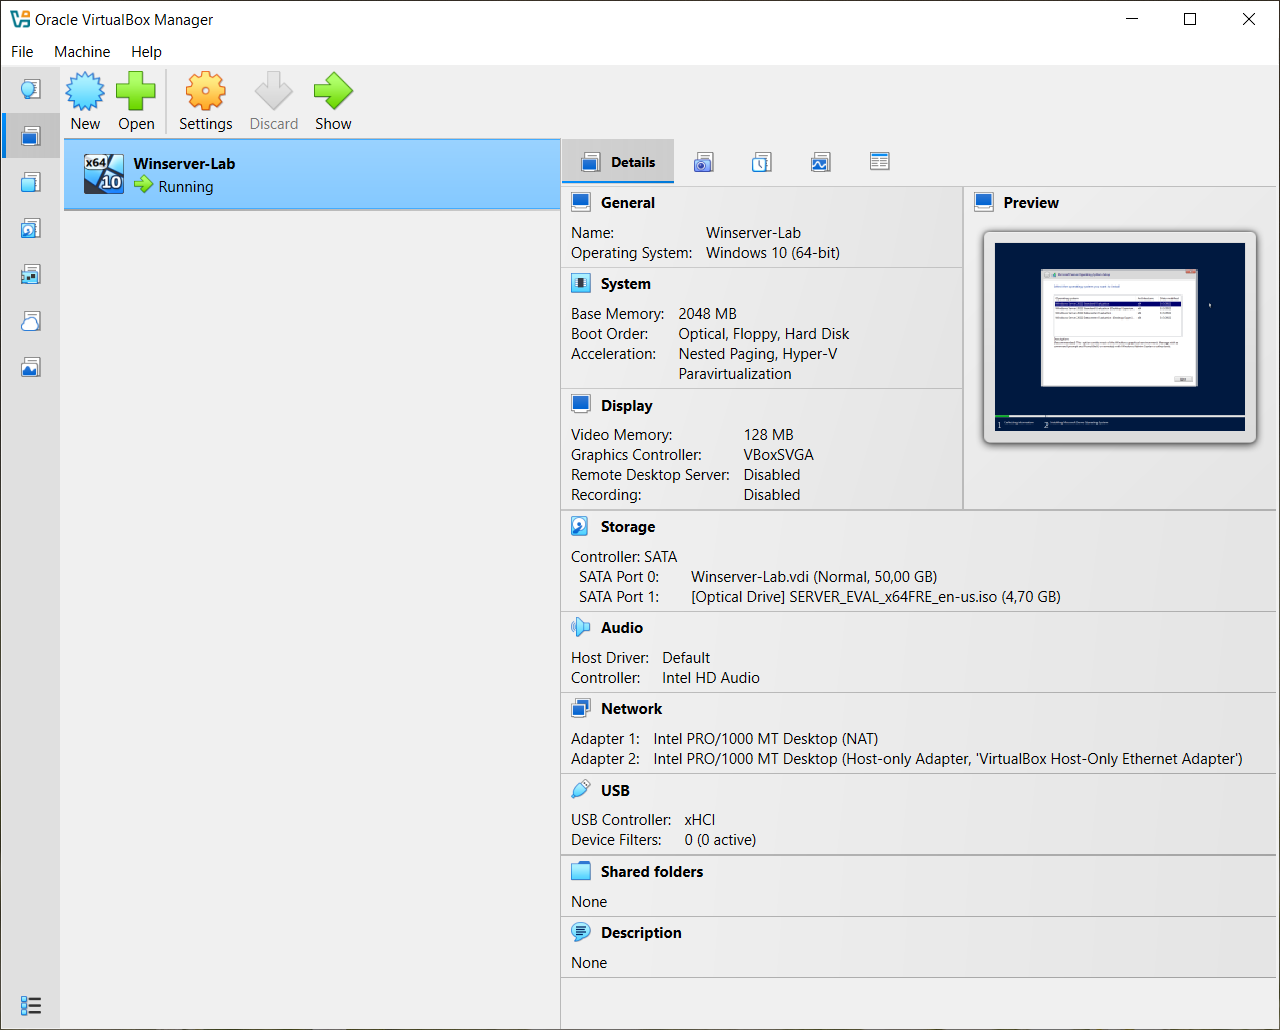 Oracle VirtualBox Manager
File Machine Help
New Open Settings Discard Show
x64 10
Winserver-Lab
Running
Details
General
Name: Winserver-Lab
Operating System: Windows 10 (64-bit)
System
Base Memory: 2048 MB
Boot Order: Optical, Floppy, Hard Disk
Acceleration: Nested Paging, Hyper-V
Paravirtualization
Display
Video Memory: 128 MB
Graphics Controller: VBoxSVGA
Remote Desktop Server: Disabled
Recording: Disabled
Preview
1 2
Storage
Controller: SATA
SATA Port 0: Winserver-Lab.vdi (Normal, 50,00 GB)
SATA Port 1: [Optical Drive] SERVER_EVAL_x64FRE_en-us.iso (4,70 GB)
Audio
Host Driver: Default
Controller: Intel HD Audio
Network
Adapter 1: Intel PRO/1000 MT Desktop (NAT)
Adapter 2: Intel PRO/1000 MT Desktop (Host-only Adapter, 'VirtualBox Host-Only Ethernet Adapter')
USB
USB Controller: xHCI
Device Filters: 0 (0 active)
Shared folders
None
Description
None